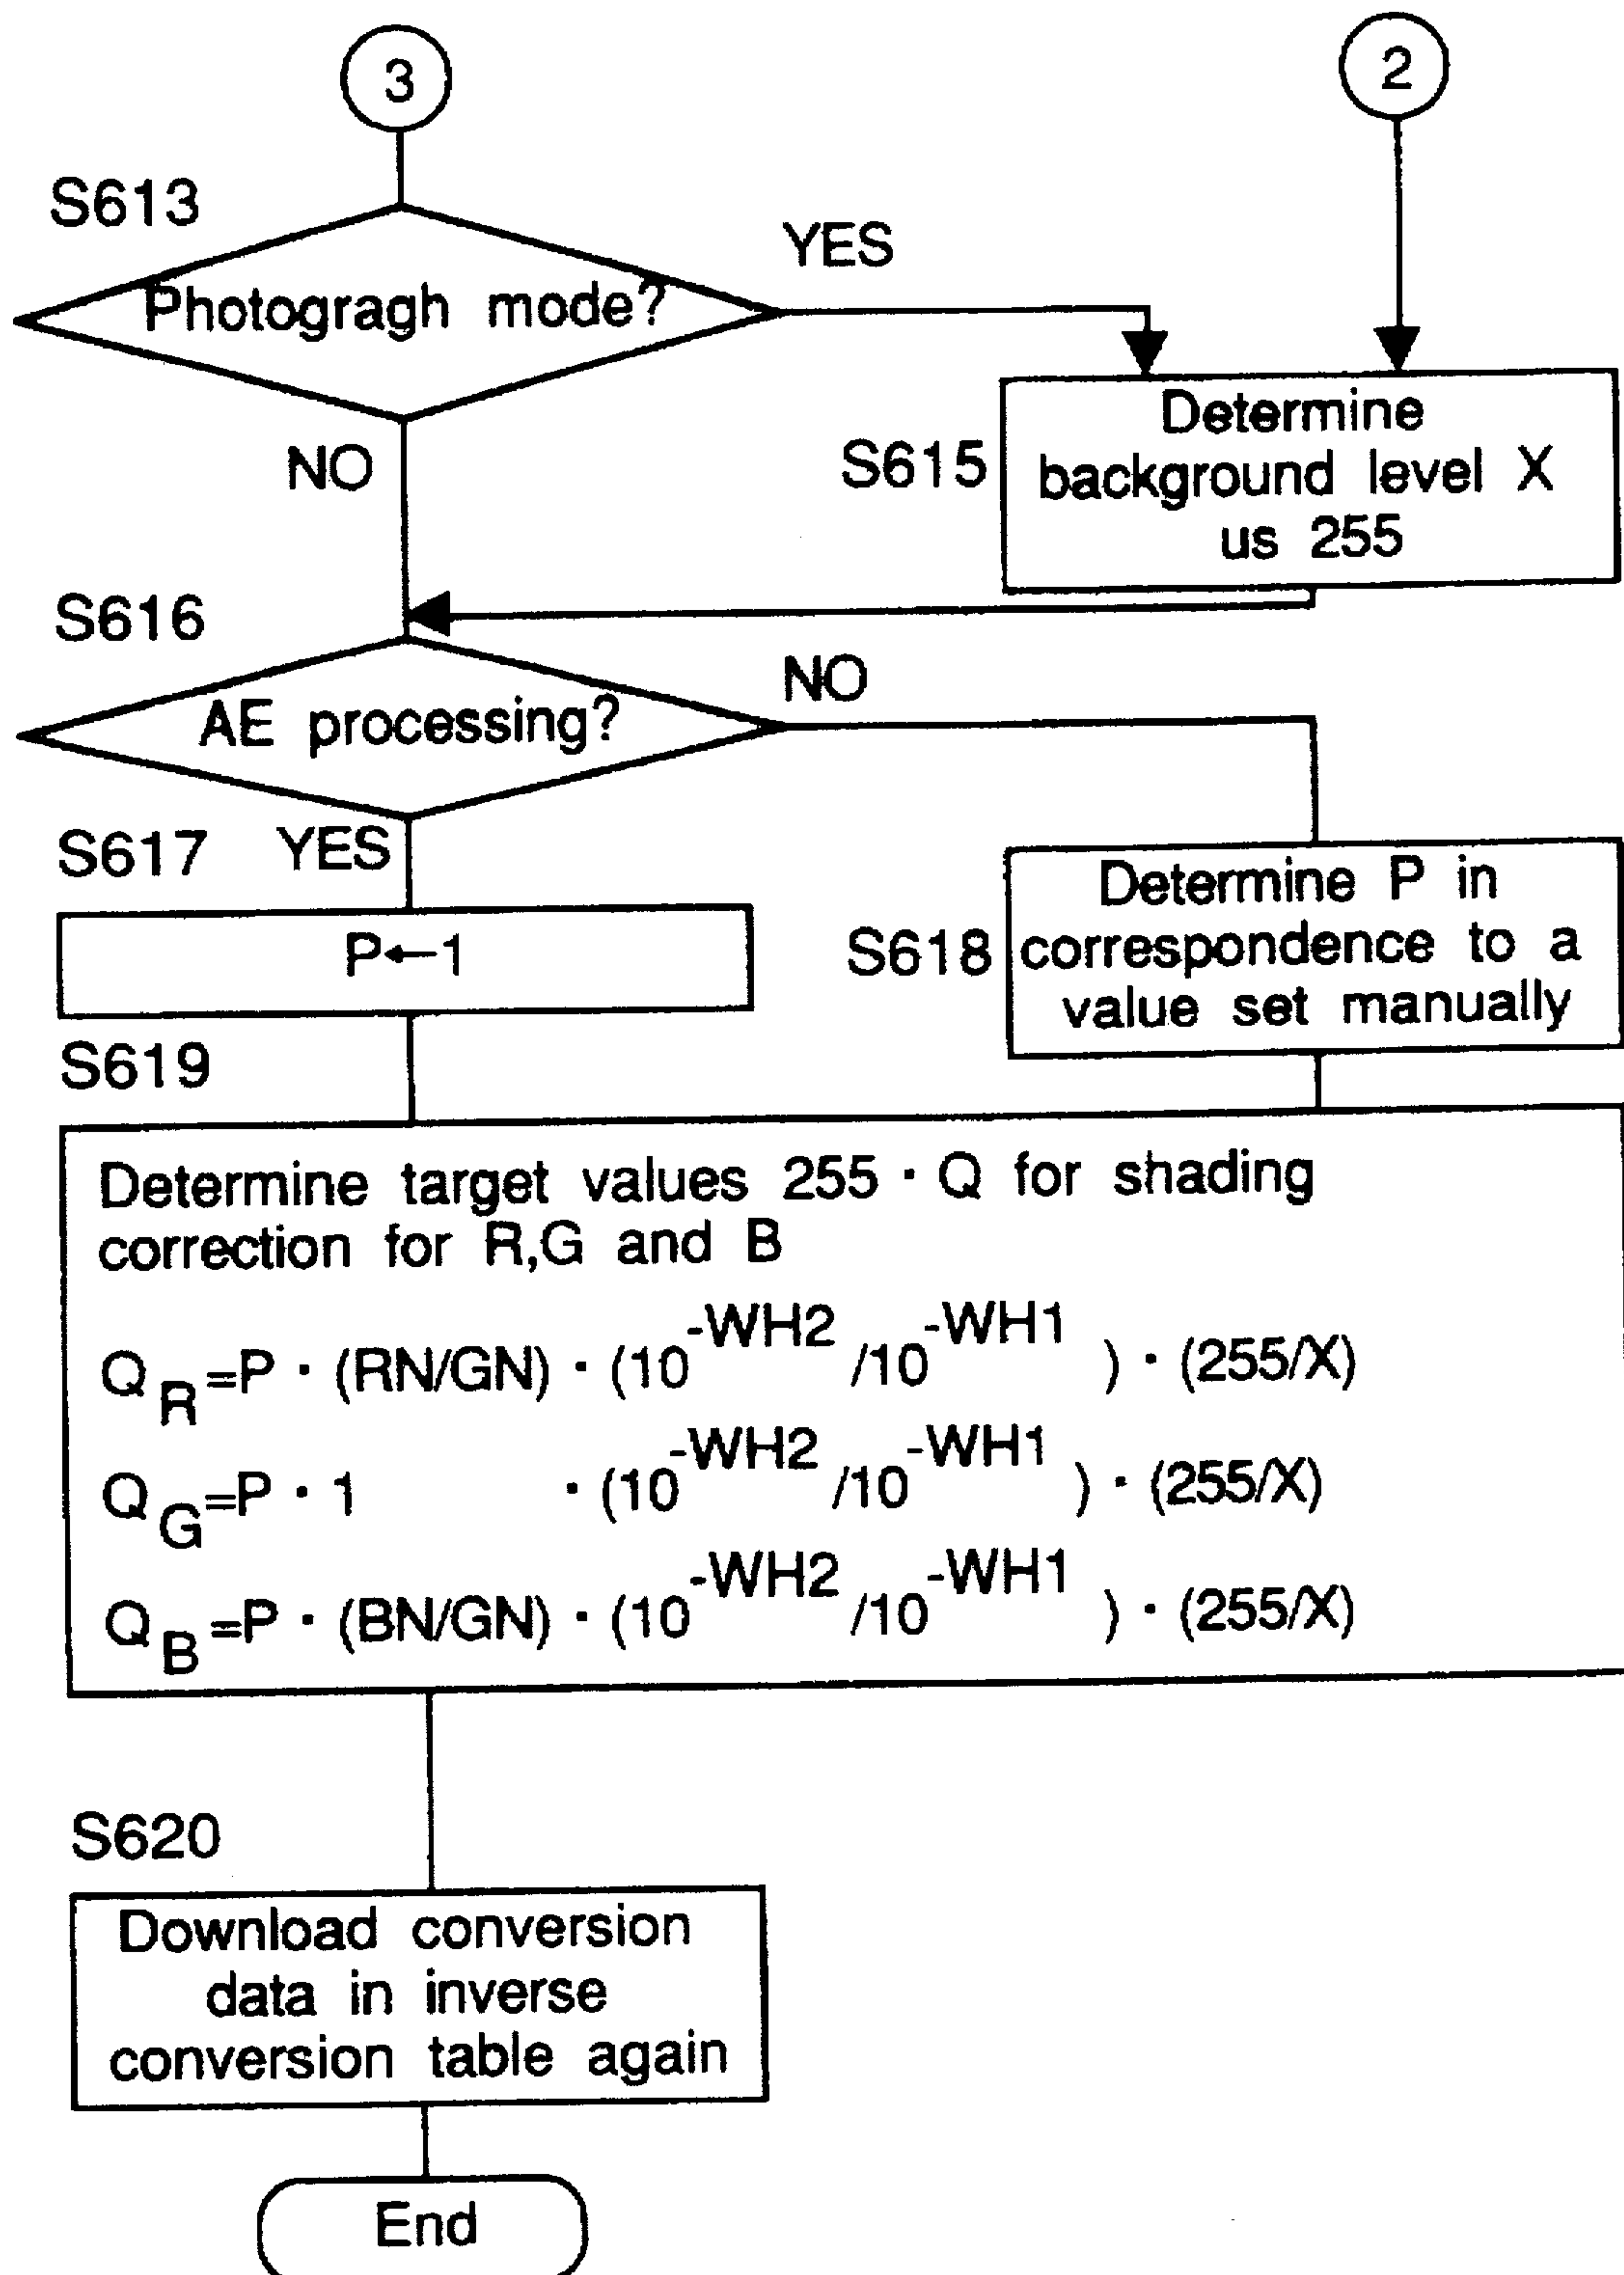 3
2
S613
YES
Photogragh mode?
NO
S615
Determine
background level X
us 255
S616
NO
AE processing?
S617
YES
P←1
S618
Determine P in
correspondence to a
value set manually
S619
Determine target values 255 · Q for shading
correction for R,G and B
Q_R=P · (RN/GN) · (10^-WH2 /10^-WH1 ) · (255/X)
Q_G=P · 1 · (10^-WH2 /10^-WH1 ) · (255/X)
Q_B=P · (BN/GN) · (10^-WH2 /10^-WH1 ) · (255/X)
S620
Download conversion
data in inverse
conversion table again
End